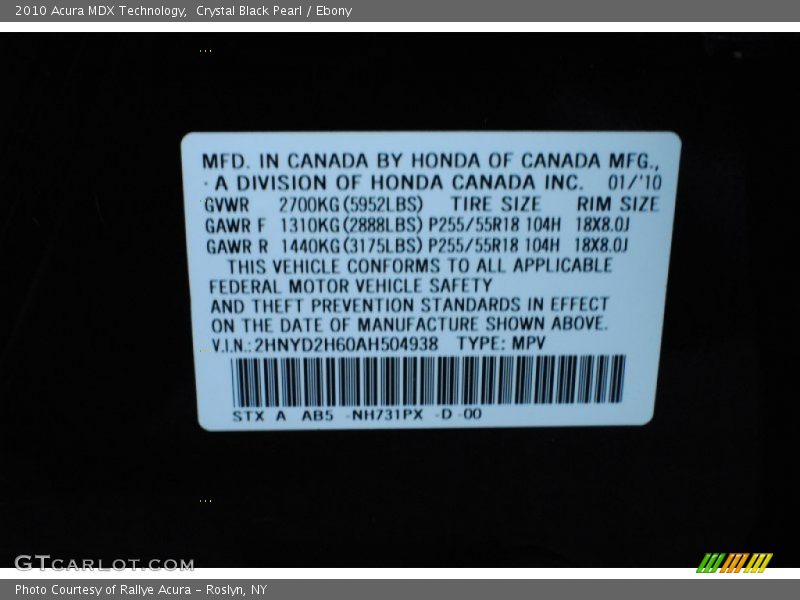 2010 Acura MDX Technology,  Crystal Black Pearl / Ebony
MFD. IN CANADA BY HONDA OF CANADA MFG.,
A DIVISION OF HONDA CANADA INC. 01/'10
GVWR 2700KG(5952LBS) TIRE SIZE RIM SIZE
GAWR F 1310KG(2888LBS) P255/55R18 104H 18X8.0J
GAWR R 1440KG(3175LBS) P255/55R18 104H 18X8.0J
THIS VEHICLE CONFORMS TO ALL APPLICABLE
FEDERAL MOTOR VEHICLE SAFETY
AND THEFT PREVENTION STANDARDS IN EFFECT
ON THE DATE OF MANUFACTURE SHOWN ABOVE.
V.I.N.:2HNYD2H60AH504938 TYPE: MPV
STX A AB5 -NH731PX -D -00
GTCARLOT.COM
Photo Courtesy of Rallye Acura – Roslyn, NY